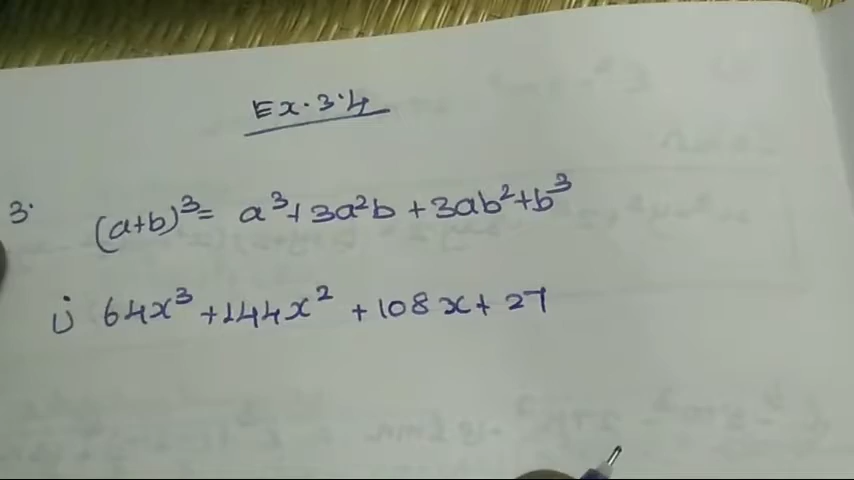 Ex.3.4
3. (a+b)³= a³+3a²b+3ab²+b³
i) 64x³+144x²+108x+27